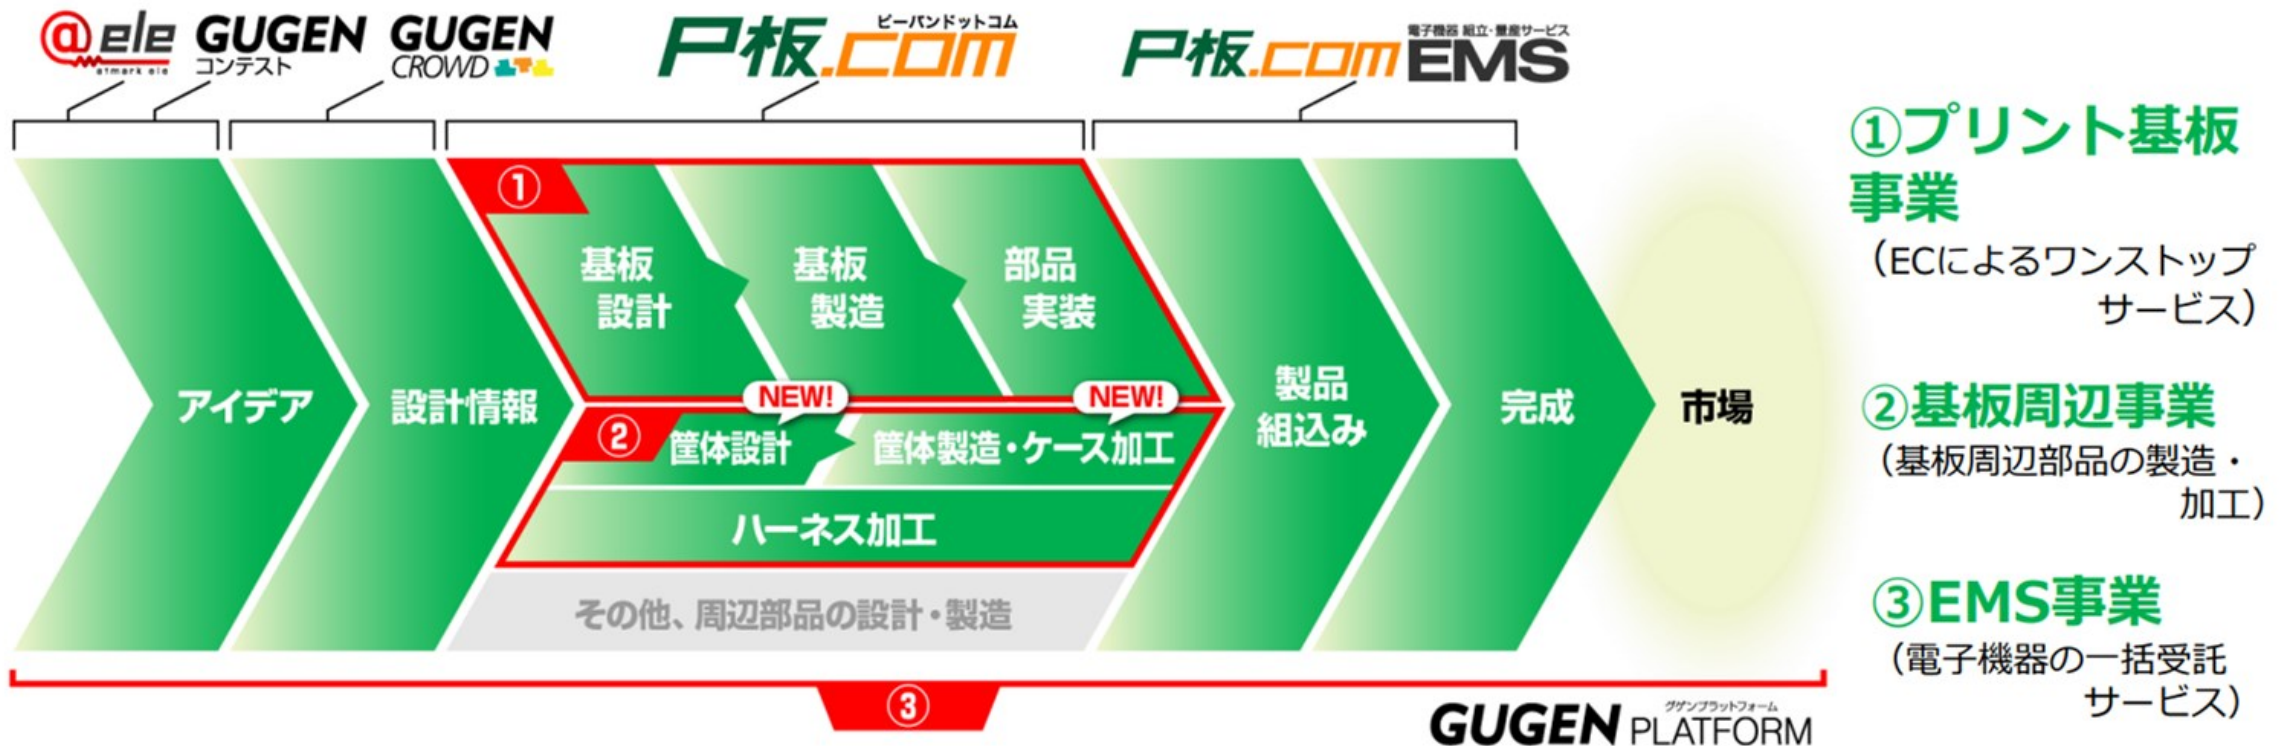 @ele
atmark ele
GUGEN
コンテスト
GUGEN
CROWD
ピーバンドットコム
P板.com
P板.com
電子機器 組立・量産サービス
EMS
①
基板
設計
基板
製造
部品
実装
アイデア
設計情報
NEW!
NEW!
②
筐体設計
筐体製造・ケース加工
ハーネス加工
その他、周辺部品の設計・製造
製品
組込み
完成
市場
③
グゲンプラットフォーム
GUGEN PLATFORM
①プリント基板
事業
（ECによるワンストップ
サービス）
②基板周辺事業
（基板周辺部品の製造・
加工）
③EMS事業
（電子機器の一括受託
サービス）